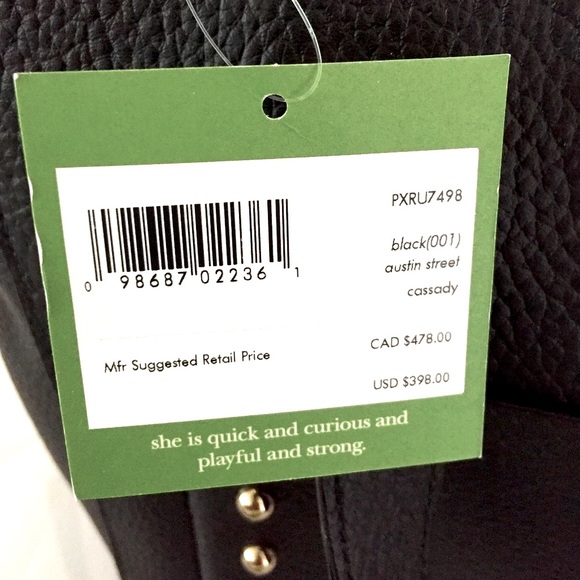 PXRU7498
black(001)
austin street
cassady
0 98687 02236 1
Mfr Suggested Retail Price
CAD $478.00
USD $398.00
she is quick and curious and
playful and strong.